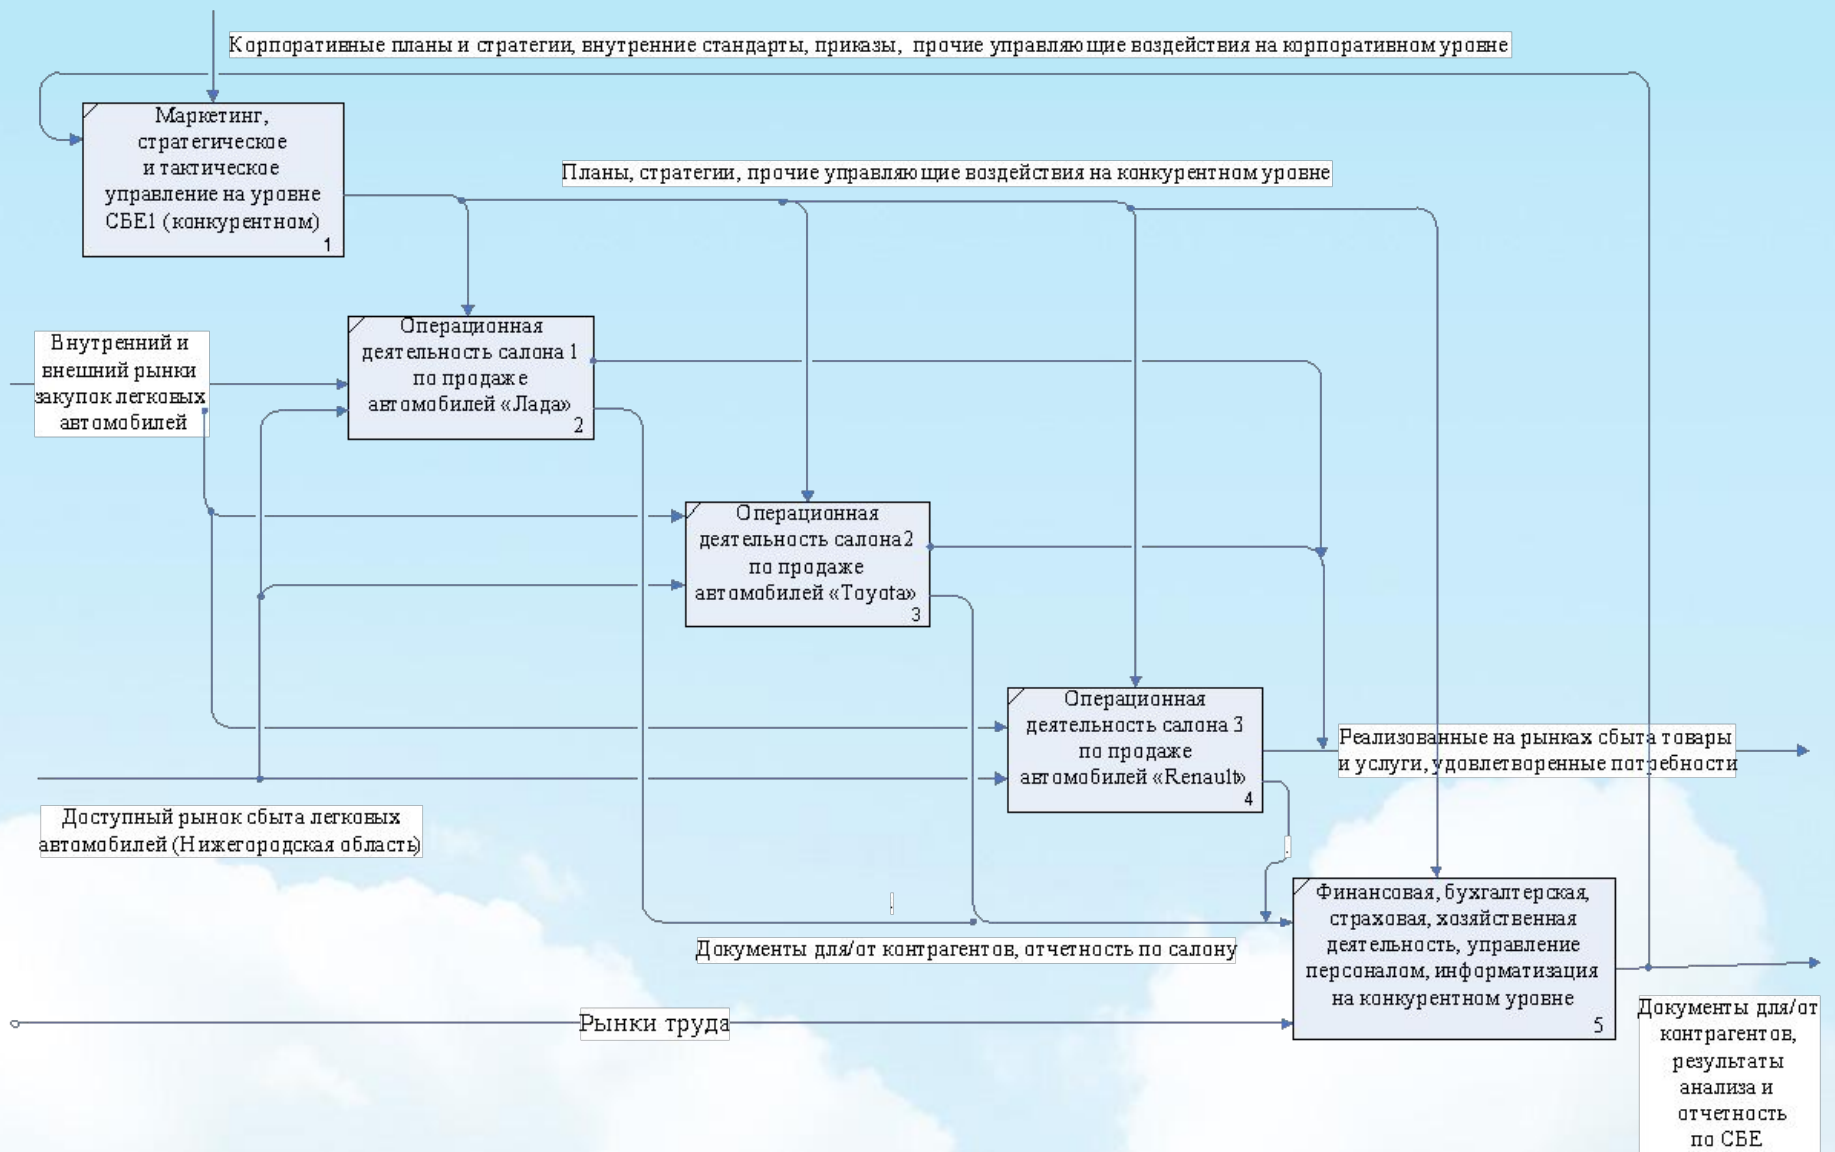 Корпоративные планы и стратегии, внутренние стандарты, приказы, прочие управляющие воздействия на корпоративном уровне
Маркетинг,
стратегическое
и тактическое
управление на уровне
СБЕ1 (конкурентном)
1
Планы, стратегии, прочие управляющие воздействия на конкурентном уровне
Внутренний и
внешний рынки
закупок легковых
автомобилей
Операционная
деятельность салона 1
по продаже
автомобилей «Лада»
2
Операционная
деятельность салона2
по продаже
автомобилей «Toyota»
3
Операционная
деятельность салона 3
по продаже
автомобилей «Renault»
4
Реализованные на рынках сбыта товары
и услуги, удовлетворенные потребности
Доступный рынок сбыта легковых
автомобилей (Нижегородская область)
Финансовая, бухгалтерская,
страховая, хозяйственная
деятельность, управление
персоналом, информатизация
на конкурентном уровне
5
Документы для/от контрагентов, отчетность по салону
Рынки труда
Документы для/от
контрагентов,
результаты
анализа и
отчетность
по СБЕ